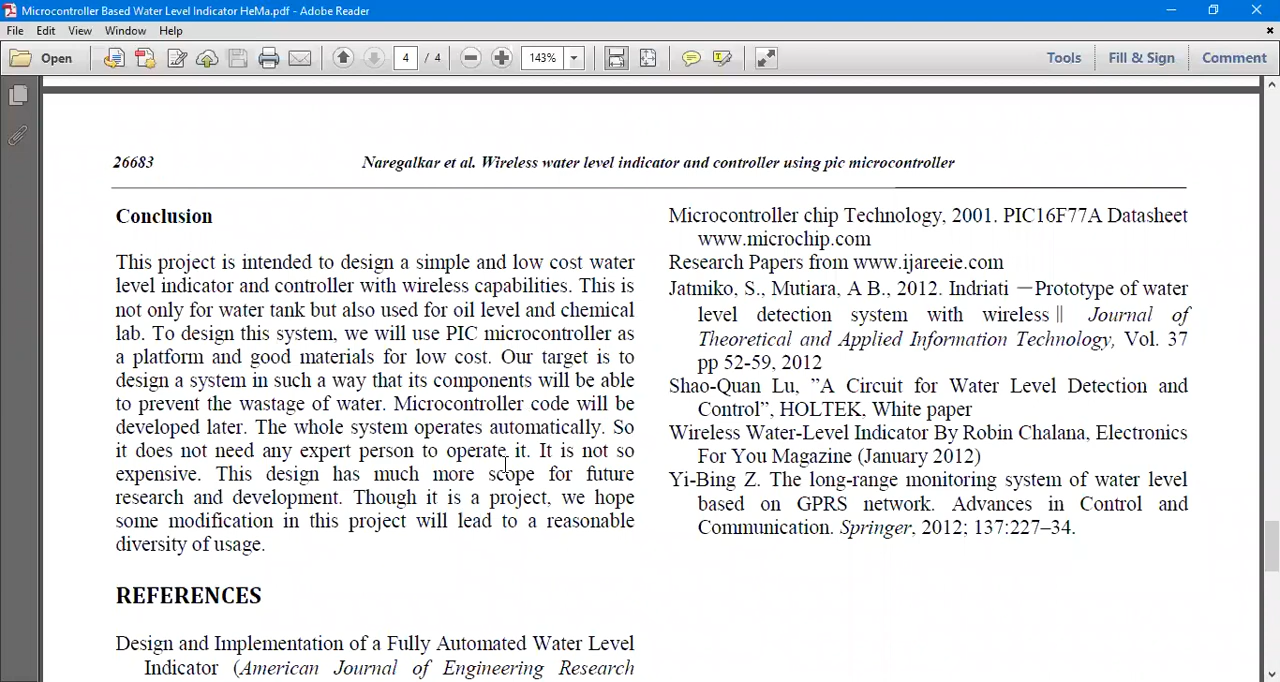 Microcontroller Based Water Level Indicator HeMa.pdf - Adobe Reader
File Edit View Window Help
Open 4 / 4 143% Tools Fill & Sign Comment
26683 Naregalkar et al. Wireless water level indicator and controller using pic microcontroller
Conclusion
This project is intended to design a simple and low cost water
level indicator and controller with wireless capabilities. This is
not only for water tank but also used for oil level and chemical
lab. To design this system, we will use PIC microcontroller as
a platform and good materials for low cost. Our target is to
design a system in such a way that its components will be able
to prevent the wastage of water. Microcontroller code will be
developed later. The whole system operates automatically. So
it does not need any expert person to operate it. It is not so
expensive. This design has much more scope for future
research and development. Though it is a project, we hope
some modification in this project will lead to a reasonable
diversity of usage.
REFERENCES
Design and Implementation of a Fully Automated Water Level
Indicator (American Journal of Engineering Research
Microcontroller chip Technology, 2001. PIC16F77A Datasheet
www.microchip.com
Research Papers from www.ijareeie.com
Jatmiko, S., Mutiara, A B., 2012. Indriati ―Prototype of water
level detection system with wireless‖ Journal of
Theoretical and Applied Information Technology, Vol. 37
pp 52-59, 2012
Shao-Quan Lu, ”A Circuit for Water Level Detection and
Control”, HOLTEK, White paper
Wireless Water-Level Indicator By Robin Chalana, Electronics
For You Magazine (January 2012)
Yi-Bing Z. The long-range monitoring system of water level
based on GPRS network. Advances in Control and
Communication. Springer, 2012; 137:227–34.